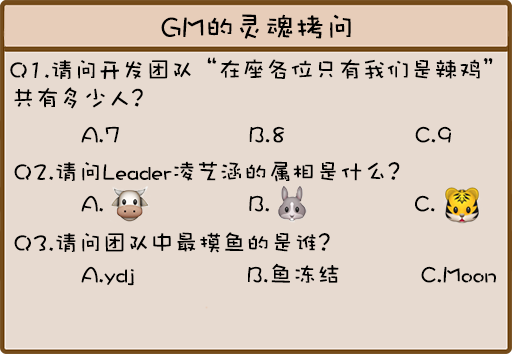 GM的灵魂拷问
Q1.请问开发团队“在座各位只有我们是辣鸡”
共有多少人?
A.7 B.8 C.9
Q2.请问Leader凌艺涵的属相是什么?
A. B. C.
Q3.请问团队中最摸鱼的是谁?
A.ydj B.鱼冻结 C.Moon